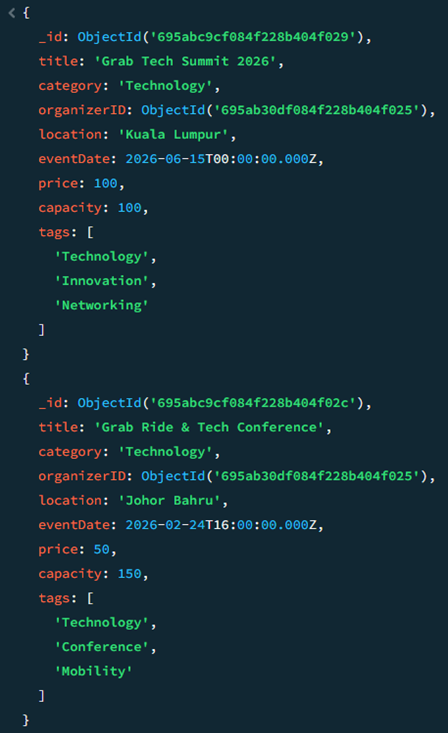 {
_id: ObjectId('695abc9cf084f228b404f029'),
title: 'Grab Tech Summit 2026',
category: 'Technology',
organizerID: ObjectId('695ab30df084f228b404f025'),
location: 'Kuala Lumpur',
eventDate: 2026-06-15T00:00:00.000Z,
price: 100,
capacity: 100,
tags: [
'Technology',
'Innovation',
'Networking'
]
}
{
_id: ObjectId('695abc9cf084f228b404f02c'),
title: 'Grab Ride & Tech Conference',
category: 'Technology',
organizerID: ObjectId('695ab30df084f228b404f025'),
location: 'Johor Bahru',
eventDate: 2026-02-24T16:00:00.000Z,
price: 50,
capacity: 150,
tags: [
'Technology',
'Conference',
'Mobility'
]
}